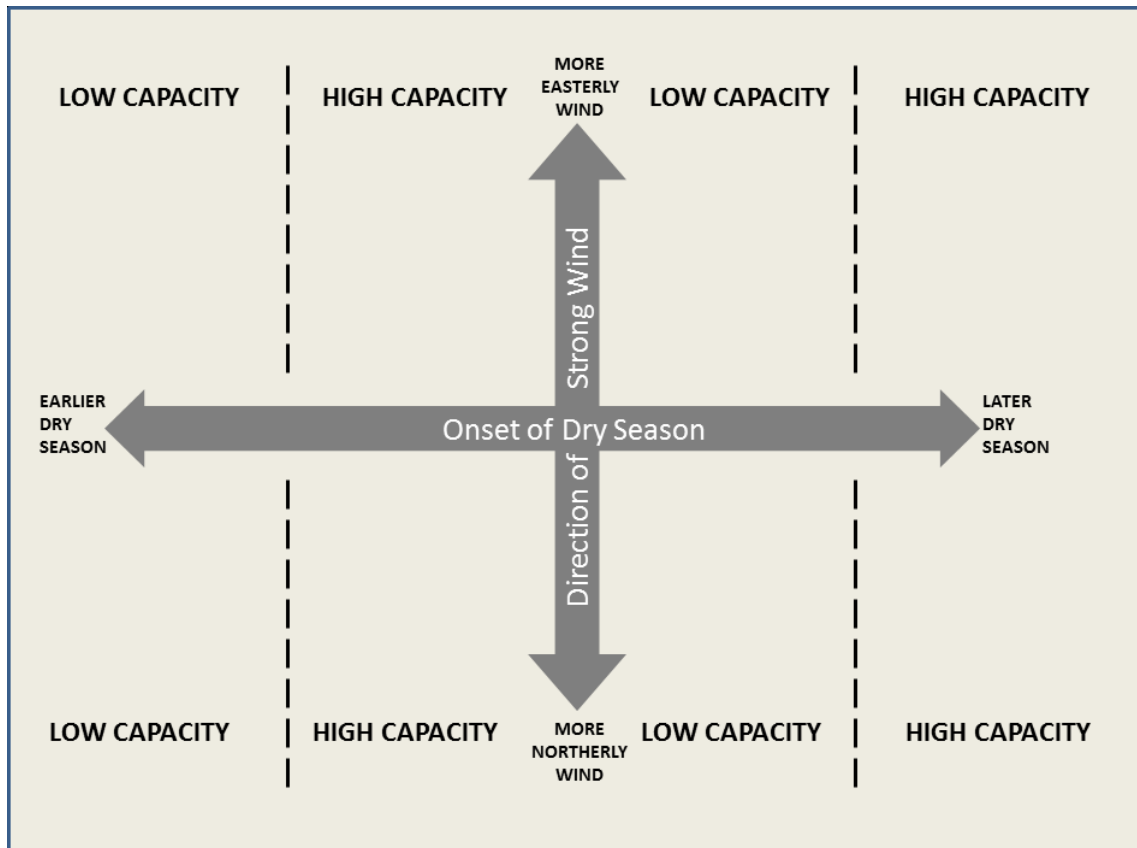 MORE
EASTERLY
WIND
LOW CAPACITY
HIGH CAPACITY
LOW CAPACITY
HIGH CAPACITY
Strong Wind
EARLIER
DRY
SEASON
Onset of Dry Season
LATER
DRY
SEASON
Direction of
LOW CAPACITY
HIGH CAPACITY
MORE
NORTHERLY
WIND
LOW CAPACITY
HIGH CAPACITY